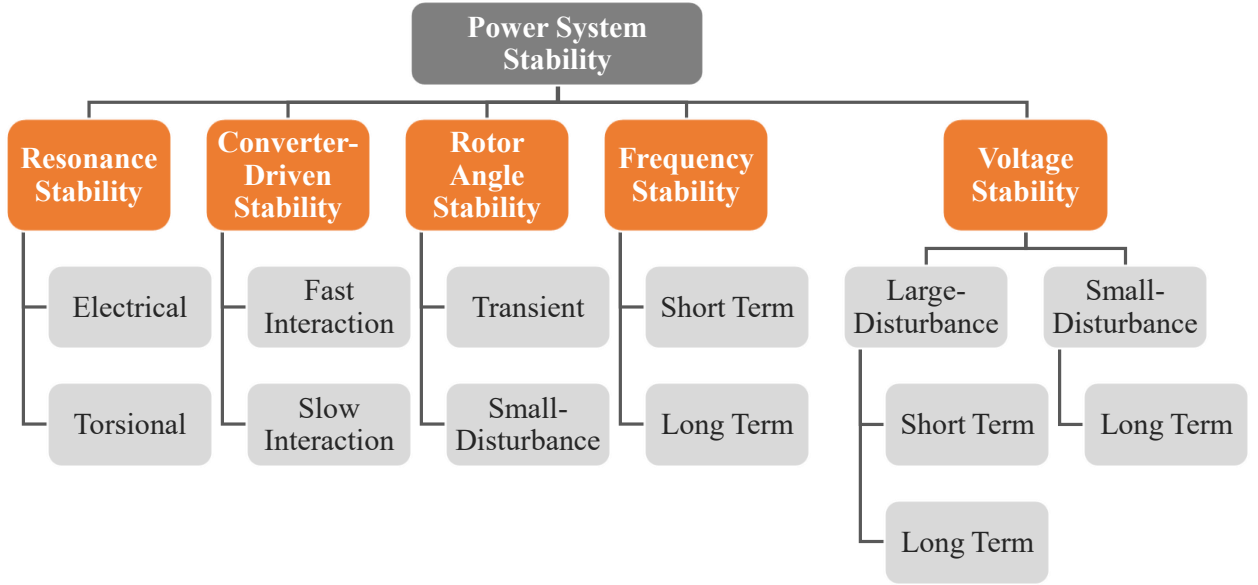 Power System
Stability
Resonance
Stability
Converter-
Driven
Stability
Rotor
Angle
Stability
Frequency
Stability
Voltage
Stability
Electrical
Torsional
Fast
Interaction
Slow
Interaction
Transient
Small-
Disturbance
Short Term
Long Term
Large-
Disturbance
Short Term
Long Term
Small-
Disturbance
Long Term